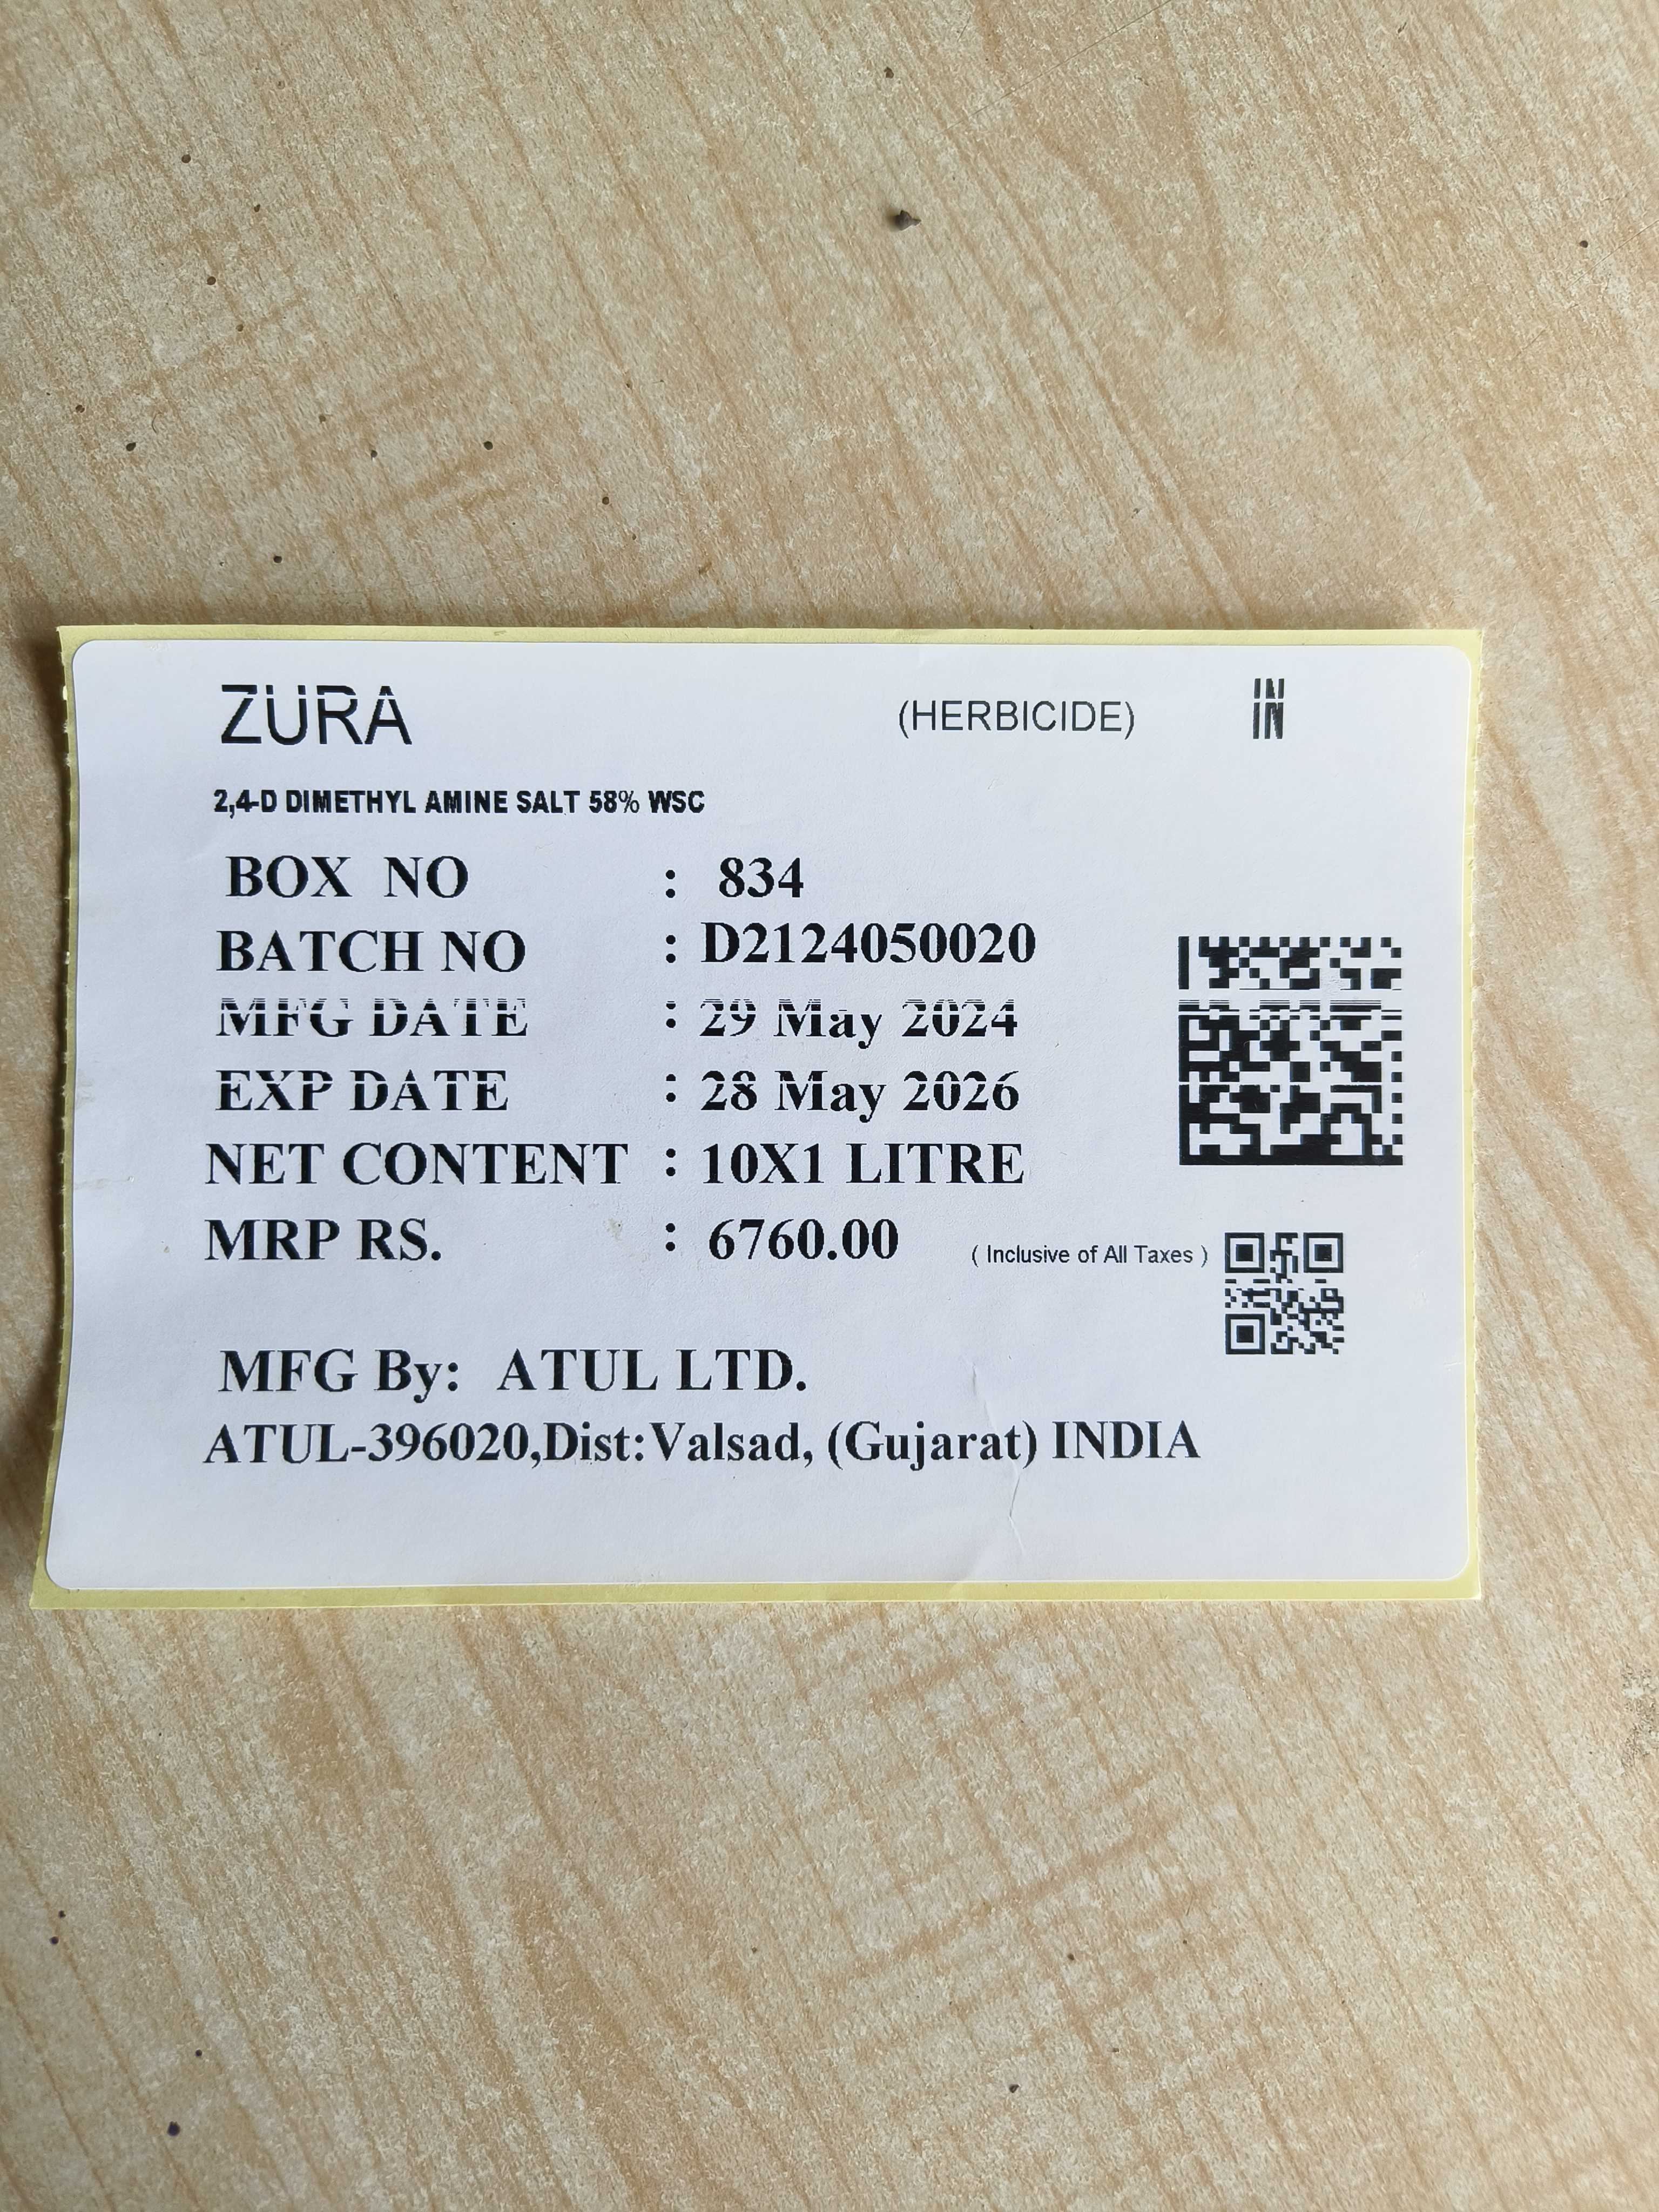 ZURA (HERBICIDE) IN
2,4-D DIMETHYL AMINE SALT 58% WSC
BOX NO : 834
BATCH NO : D2124050020
MFG DATE : 29 May 2024
EXP DATE : 28 May 2026
NET CONTENT : 10X1 LITRE
MRP RS. : 6760.00 ( Inclusive of All Taxes )
MFG By: ATUL LTD.
ATUL-396020,Dist:Valsad, (Gujarat) INDIA